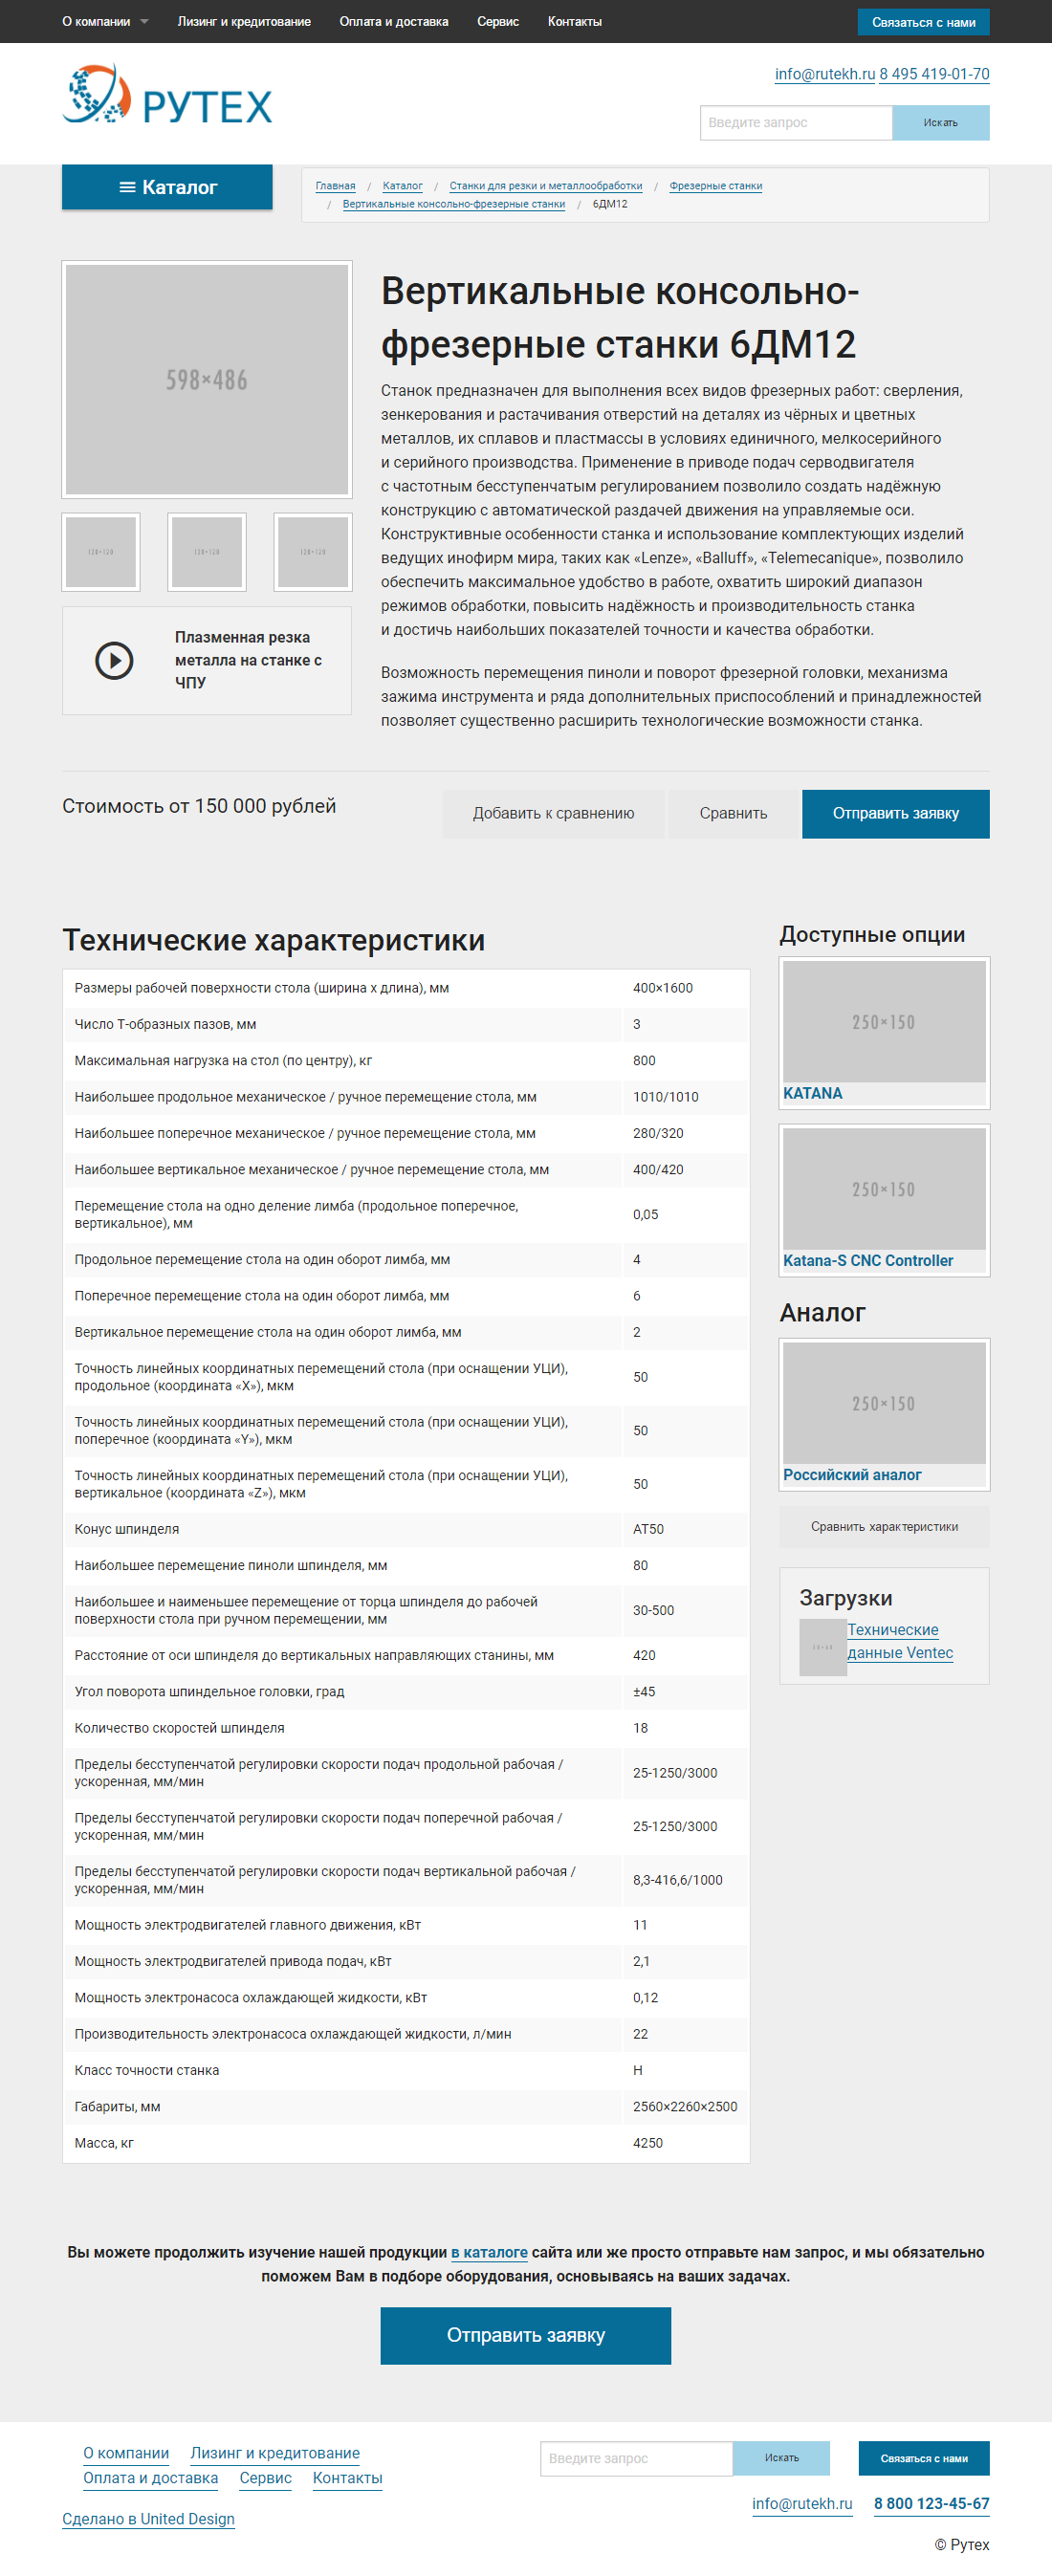 О компании Лизинг и кредитование Оплата и доставка Сервис Контакты Связаться с нами
РУТЕХ
info@rutekh.ru 8 495 419-01-70
Введите запрос Искать
Каталог
Главная / Каталог / Станки для резки и металлообработки / Фрезерные станки
/ Вертикальные консольно-фрезерные станки / 6ДМ12
598×486
120×120 120×120 120×120
Плазменная резка
металла на станке с
ЧПУ
Вертикальные консольно-
фрезерные станки 6ДМ12
Станок предназначен для выполнения всех видов фрезерных работ: сверления,
зенкерования и растачивания отверстий на деталях из чёрных и цветных
металлов, их сплавов и пластмассы в условиях единичного, мелкосерийного
и серийного производства. Применение в приводе подач серводвигателя
с частотным бесступенчатым регулированием позволило создать надёжную
конструкцию с автоматической раздачей движения на управляемые оси.
Конструктивные особенности станка и использование комплектующих изделий
ведущих инофирм мира, таких как «Lenze», «Balluff», «Telemecanique», позволило
обеспечить максимальное удобство в работе, охватить широкий диапазон
режимов обработки, повысить надёжность и производительность станка
и достичь наибольших показателей точности и качества обработки.
Возможность перемещения пиноли и поворот фрезерной головки, механизма
зажима инструмента и ряда дополнительных приспособлений и принадлежностей
позволяет существенно расширить технологические возможности станка.
Стоимость от 150 000 рублей
Добавить к сравнению Сравнить Отправить заявку
Технические характеристики
Размеры рабочей поверхности стола (ширина х длина), мм 400×1600
Число Т-образных пазов, мм 3
Максимальная нагрузка на стол (по центру), кг 800
Наибольшее продольное механическое / ручное перемещение стола, мм 1010/1010
Наибольшее поперечное механическое / ручное перемещение стола, мм 280/320
Наибольшее вертикальное механическое / ручное перемещение стола, мм 400/420
Перемещение стола на одно деление лимба (продольное поперечное,
вертикальное), мм 0,05
Продольное перемещение стола на один оборот лимба, мм 4
Поперечное перемещение стола на один оборот лимба, мм 6
Вертикальное перемещение стола на один оборот лимба, мм 2
Точность линейных координатных перемещений стола (при оснащении УЦИ),
продольное (координата «X»), мкм 50
Точность линейных координатных перемещений стола (при оснащении УЦИ),
поперечное (координата «Y»), мкм 50
Точность линейных координатных перемещений стола (при оснащении УЦИ),
вертикальное (координата «Z»), мкм 50
Конус шпинделя АТ50
Наибольшее перемещение пиноли шпинделя, мм 80
Наибольшее и наименьшее перемещение от торца шпинделя до рабочей
поверхности стола при ручном перемещении, мм 30-500
Расстояние от оси шпинделя до вертикальных направляющих станины, мм 420
Угол поворота шпиндельное головки, град ±45
Количество скоростей шпинделя 18
Пределы бесступенчатой регулировки скорости подач продольной рабочая /
ускоренная, мм/мин 25-1250/3000
Пределы бесступенчатой регулировки скорости подач поперечной рабочая /
ускоренная, мм/мин 25-1250/3000
Пределы бесступенчатой регулировки скорости подач вертикальной рабочая /
ускоренная, мм/мин 8,3-416,6/1000
Мощность электродвигателей главного движения, кВт 11
Мощность электродвигателей привода подач, кВт 2,1
Мощность электронасоса охлаждающей жидкости, кВт 0,12
Производительность электронасоса охлаждающей жидкости, л/мин 22
Класс точности станка Н
Габариты, мм 2560×2260×2500
Масса, кг 4250
Доступные опции
250×150
KATANA
250×150
Katana-S CNC Controller
Аналог
250×150
Российский аналог
Сравнить характеристики
Загрузки
Технические
данные Ventec
Вы можете продолжить изучение нашей продукции в каталоге сайта или же просто отправьте нам запрос, и мы обязательно
поможем Вам в подборе оборудования, основываясь на ваших задачах.
Отправить заявку
О компании Лизинг и кредитование
Оплата и доставка Сервис Контакты
Сделано в United Design
Введите запрос Искать Связаться с нами
info@rutekh.ru 8 800 123-45-67
© Рутех